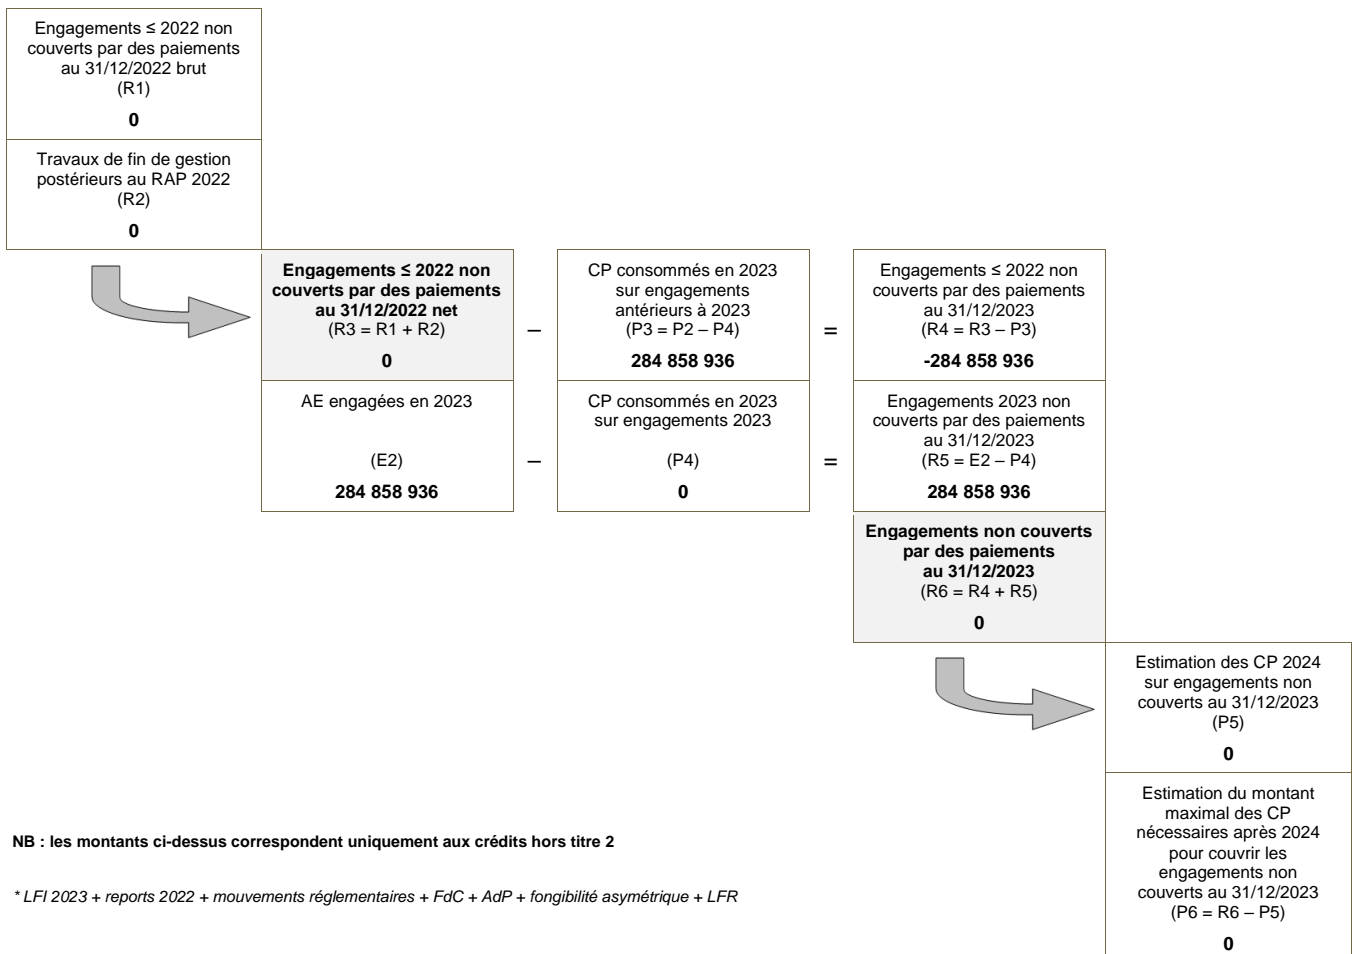 Engagements ≤ 2022 non
couverts par des paiements
au 31/12/2022 brut
(R1)
0
Travaux de fin de gestion
postérieurs au RAP 2022
(R2)
0
Engagements ≤ 2022 non
couverts par des paiements
au 31/12/2022 net
(R3 = R1 + R2)
0
–
CP consommés en 2023
sur engagements
antérieurs à 2023
(P3 = P2 – P4)
284 858 936
=
Engagements ≤ 2022 non
couverts par des paiements
au 31/12/2023
(R4 = R3 – P3)
-284 858 936
AE engagées en 2023
(E2)
284 858 936
–
CP consommés en 2023
sur engagements 2023
(P4)
0
=
Engagements 2023 non
couverts par des paiements
au 31/12/2023
(R5 = E2 – P4)
284 858 936
Engagements non couverts
par des paiements
au 31/12/2023
(R6 = R4 + R5)
0
Estimation des CP 2024
sur engagements non
couverts au 31/12/2023
(P5)
0
Estimation du montant
maximal des CP
nécessaires après 2024
pour couvrir les
engagements non
couverts au 31/12/2023
(P6 = R6 – P5)
0
NB : les montants ci-dessus correspondent uniquement aux crédits hors titre 2
* LFI 2023 + reports 2022 + mouvements réglementaires + FdC + AdP + fongibilité asymétrique + LFR